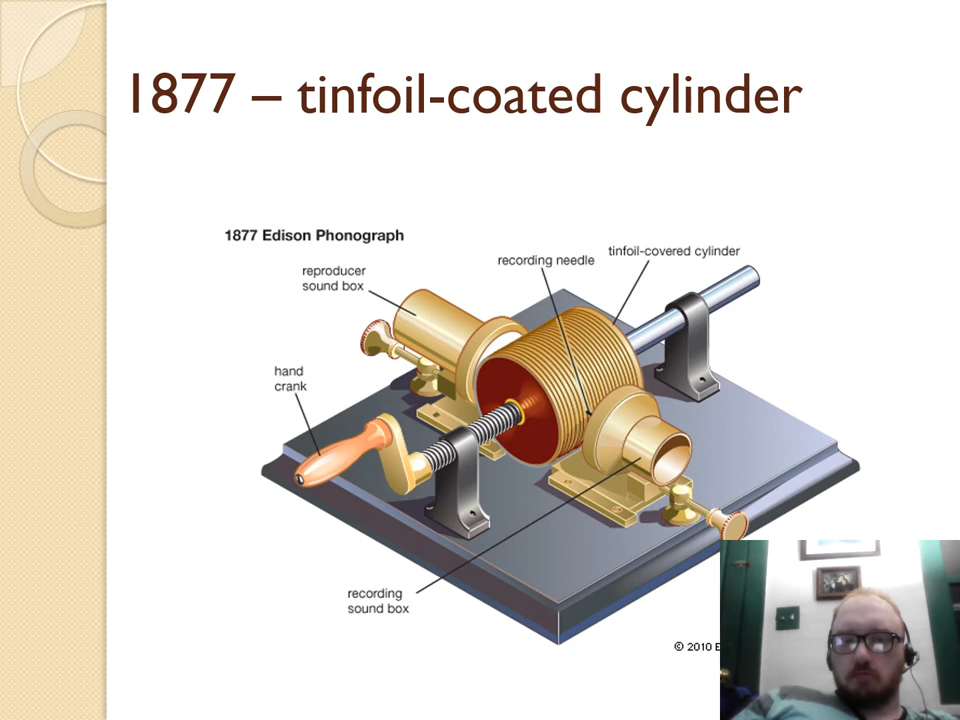 1877 – tinfoil-coated cylinder
1877 Edison Phonograph
tinfoil-covered cylinder
recording needle
reproducer
sound box
hand
crank
recording
sound box
© 2010